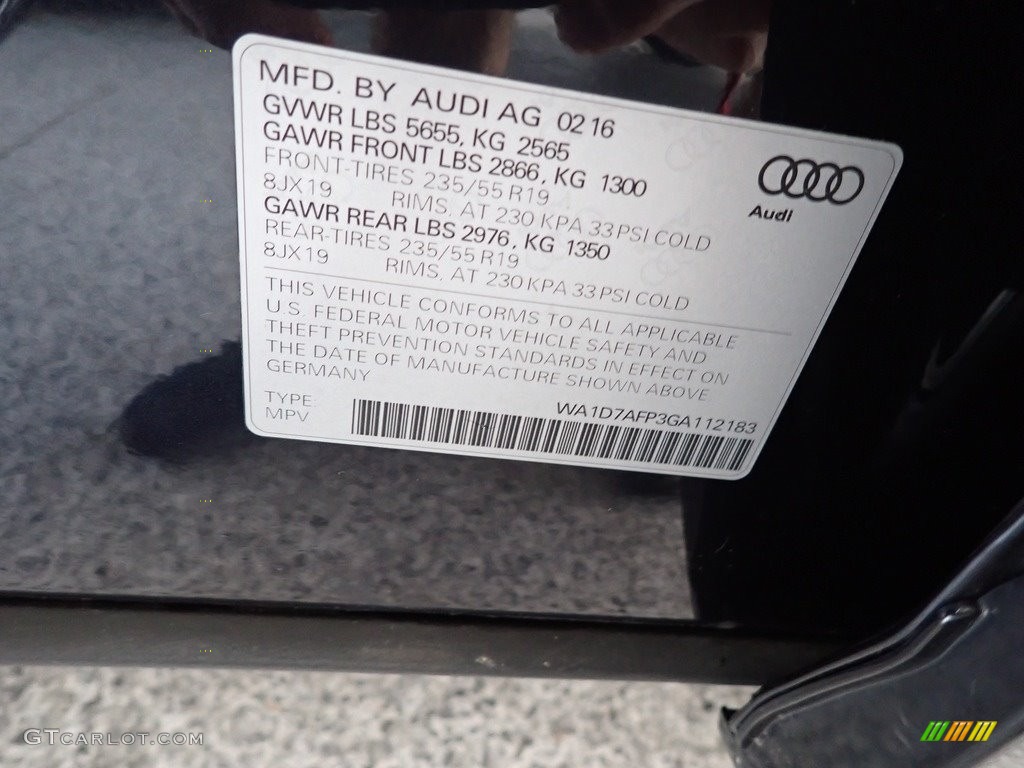 MFD. BY AUDI AG 02 16
GVWR LBS 5655, KG 2565
GAWR FRONT LBS 2866, KG 1300
FRONT-TIRES 235/55 R19
8JX19 RIMS, AT 230 KPA 33 PSI COLD
GAWR REAR LBS 2976, KG 1350
REAR-TIRES 235/55 R19
8JX19 RIMS, AT 230 KPA 33 PSI COLD
Audi
THIS VEHICLE CONFORMS TO ALL APPLICABLE
U.S. FEDERAL MOTOR VEHICLE SAFETY AND
THEFT PREVENTION STANDARDS IN EFFECT ON
THE DATE OF MANUFACTURE SHOWN ABOVE
GERMANY
TYPE:
MPV
WA1D7AFP3GA112183
GTCARLOT.COM